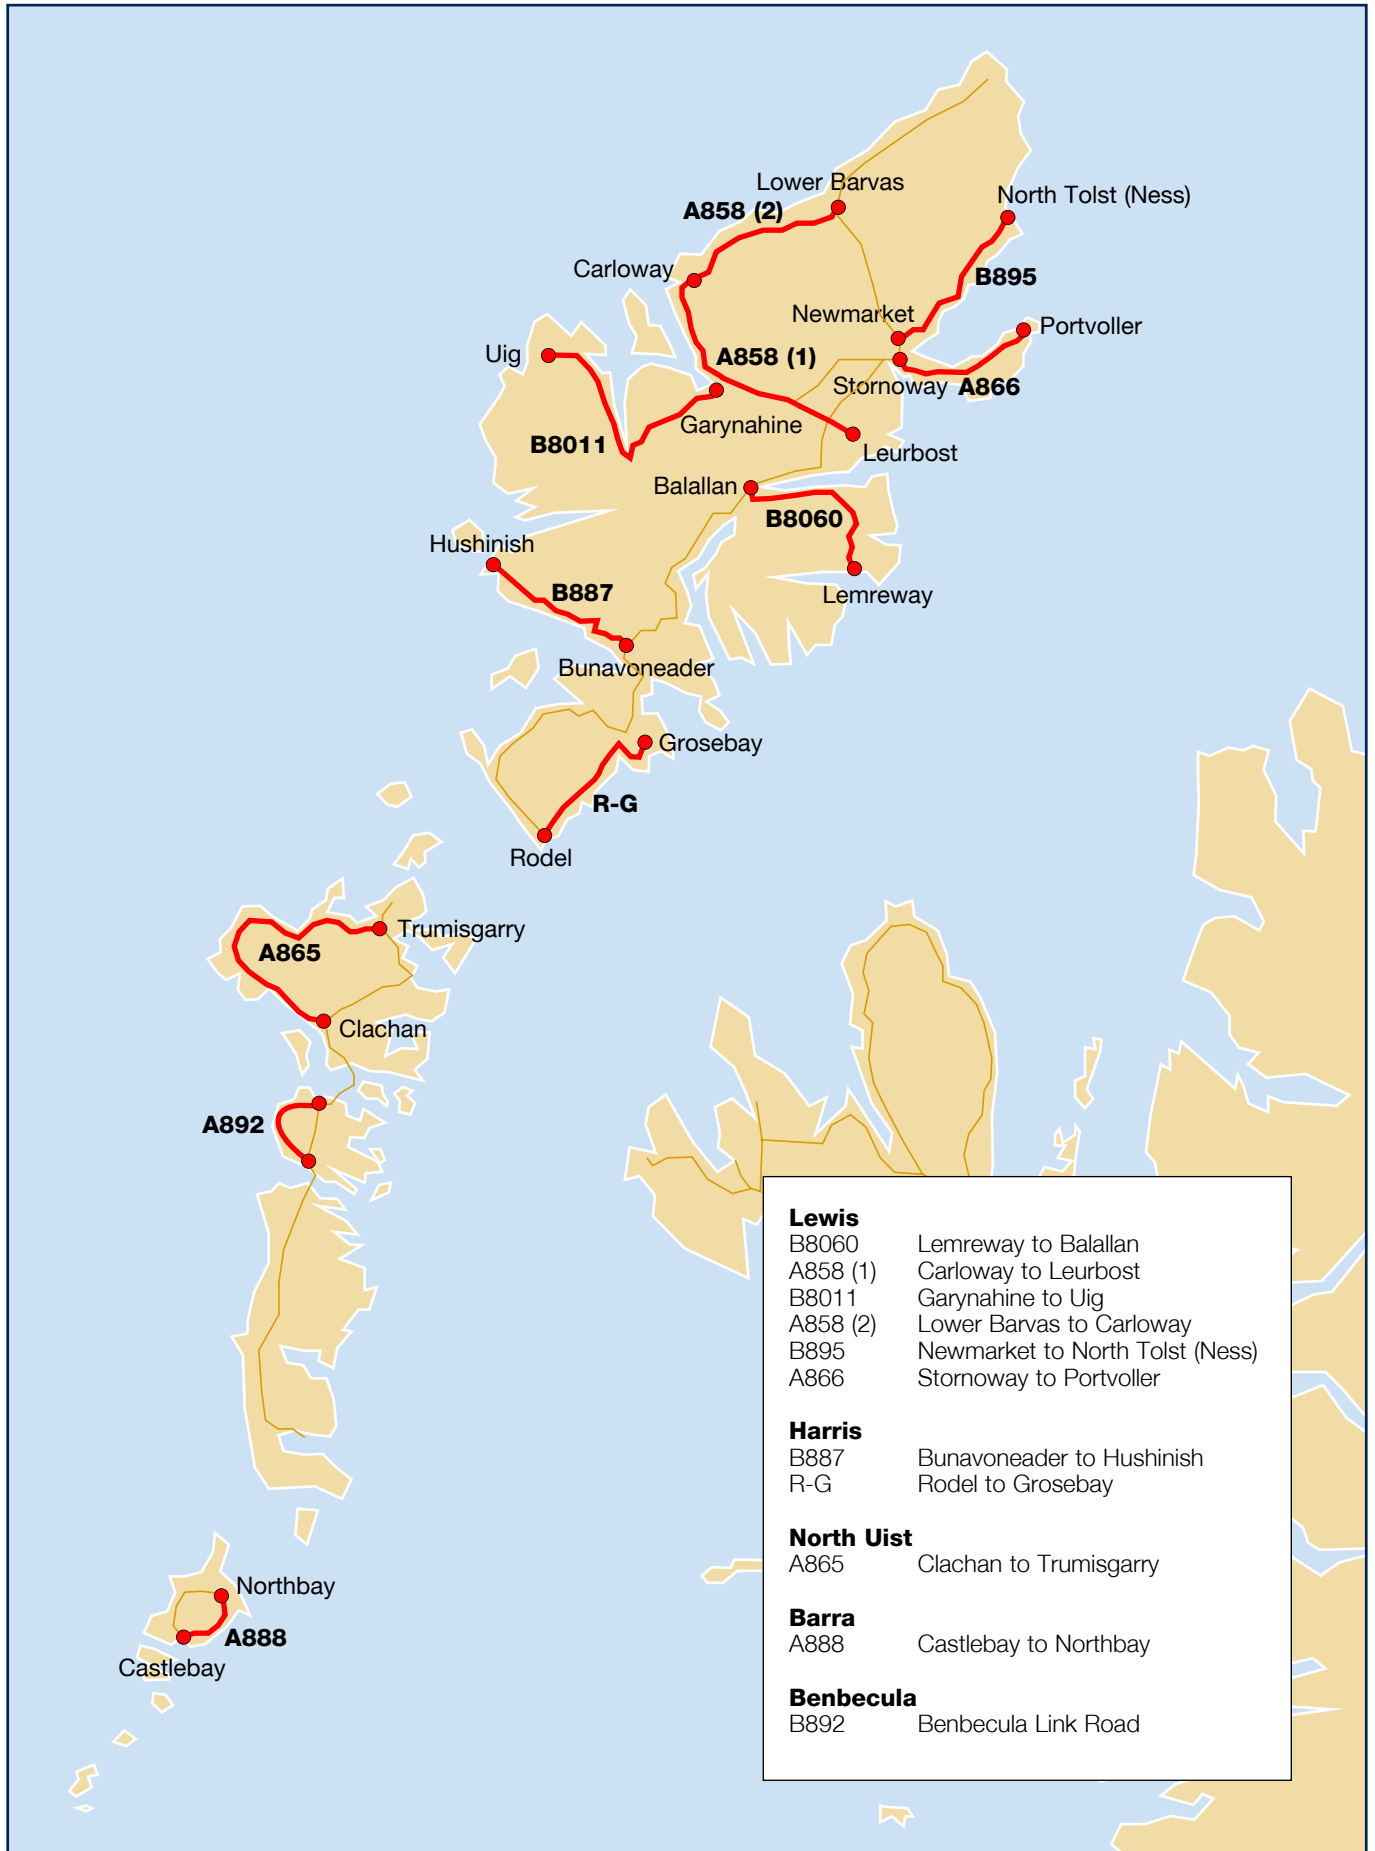 Lower Barvas
A858 (2)
North Tolst (Ness)
Carloway
B895
Newmarket
Portvoller
Uig
A858 (1)
Stornoway
A866
Garynahine
B8011
Leurbost
Balallan
B8060
Hushinish
B887
Lemreway
Bunavoneader
Grosebay
R-G
Rodel
Trumisgarry
A865
Clachan
A892
Northbay
A888
Castlebay
Lewis
B8060 Lemreway to Balallan
A858 (1) Carloway to Leurbost
B8011 Garynahine to Uig
A858 (2) Lower Barvas to Carloway
B895 Newmarket to North Tolst (Ness)
A866 Stornoway to Portvoller
Harris
B887 Bunavoneader to Hushinish
R-G Rodel to Grosebay
North Uist
A865 Clachan to Trumisgarry
Barra
A888 Castlebay to Northbay
Benbecula
B892 Benbecula Link Road